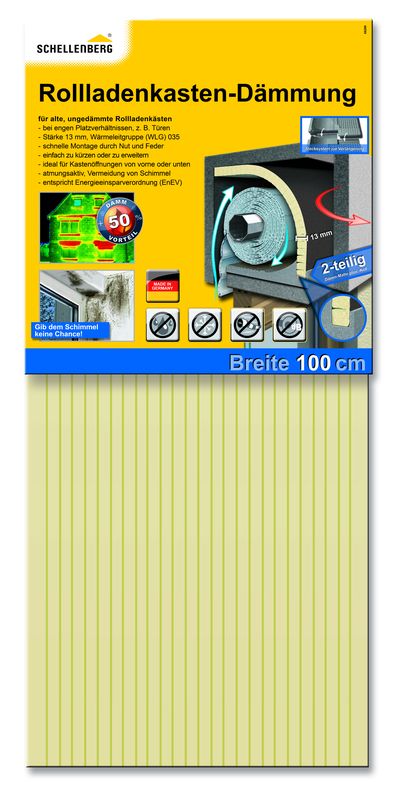 SCHELLENBERG
Rollladenkasten-Dämmung
für alte, ungedämmte Rollladenkästen
- bei engen Platzverhältnissen, z. B. Türen
- Stärke 13 mm, Wärmeleitgruppe (WLG) 035
- schnelle Montage durch Nut und Feder
- einfach zu kürzen oder zu erweitern
- ideal für Kastenöffnungen von vorne oder unten
- atmungsaktiv, Vermeidung von Schimmel
- entspricht Energieeinsparverordnung (EnEV)
Stecksystem zur Verlängerung
DÄMM
50
VORTEIL
13 mm
2-teilig
MADE IN
GERMANY
Gib dem Schimmel
keine Chance!
Breite 100 cm